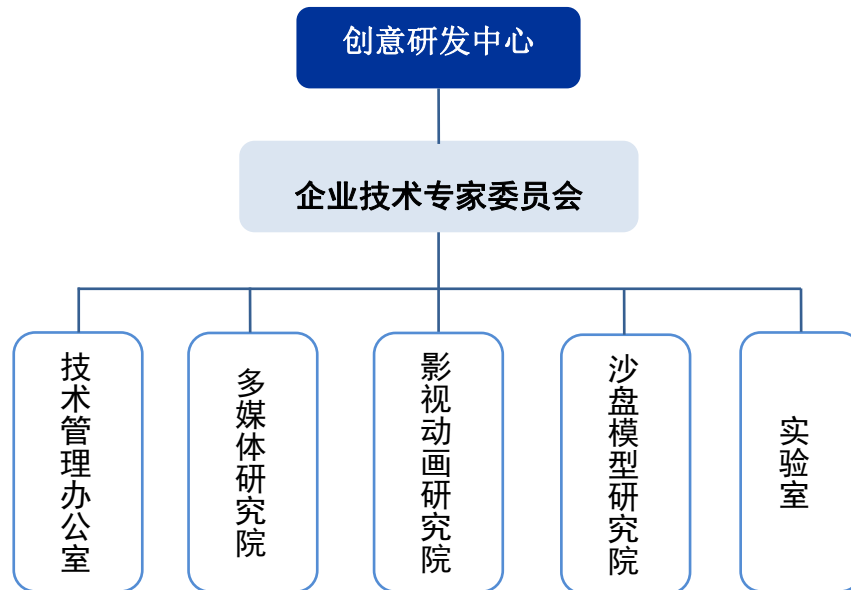 创意研发中心
企业技术专家委员会
技术管理办公室
多媒体研究院
影视动画研究院
沙盘模型研究院
实验室